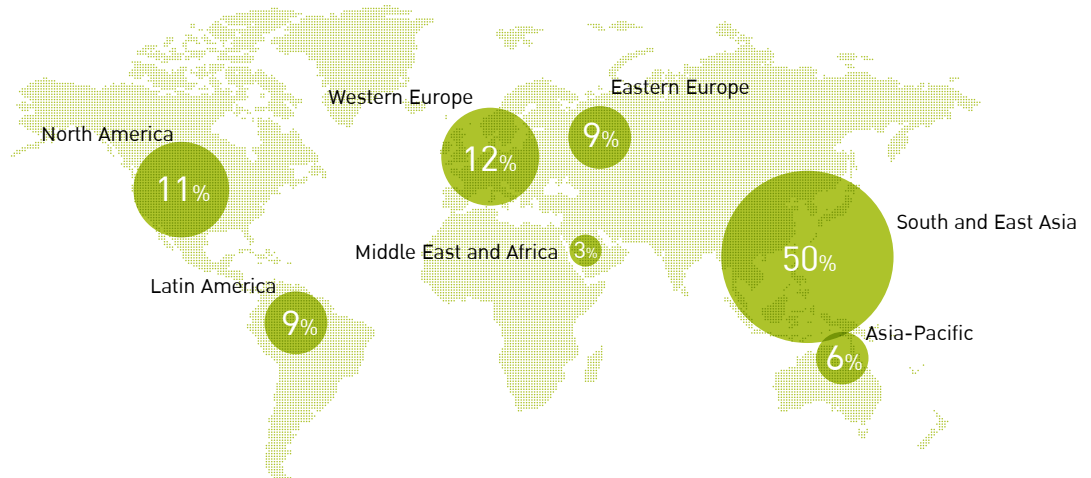 Eastern Europe
9%
Western Europe
12%
North America
11%
South and East Asia
50%
Middle East and Africa
3%
Latin America
9%
Asia-Pacific
6%